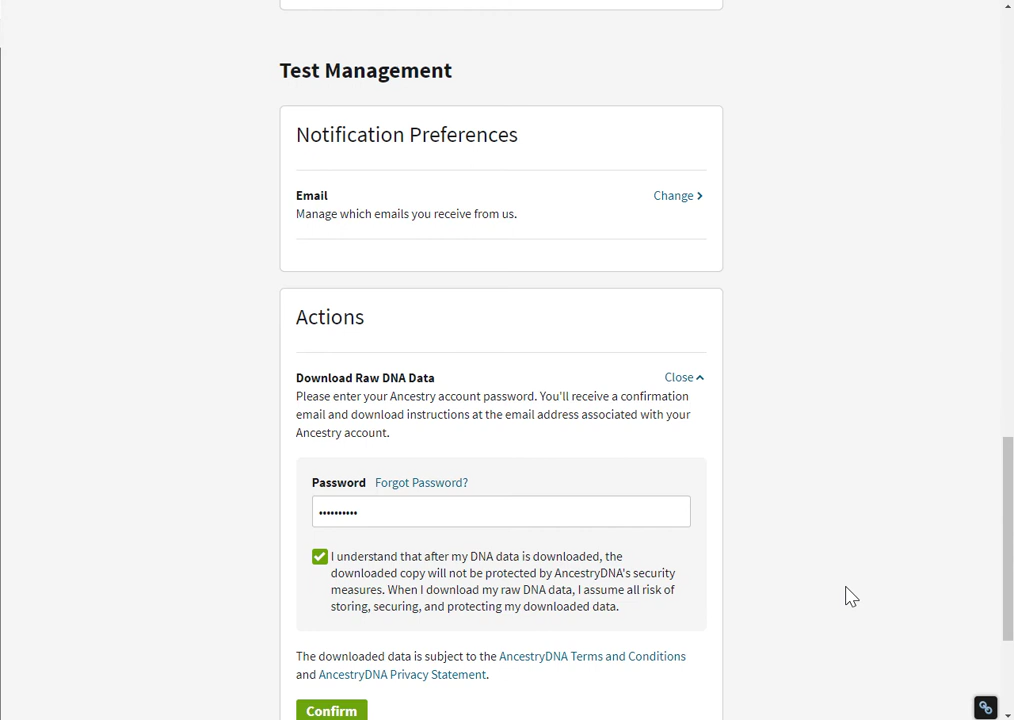 Test Management
Notification Preferences
Email
Change
Manage which emails you receive from us.
Actions
Download Raw DNA Data
Close
Please enter your Ancestry account password. You'll receive a confirmation
email and download instructions at the email address associated with your
Ancestry account.
Password Forgot Password?
••••••••••
I understand that after my DNA data is downloaded, the
downloaded copy will not be protected by AncestryDNA's security
measures. When I download my raw DNA data, I assume all risk of
storing, securing, and protecting my downloaded data.
The downloaded data is subject to the AncestryDNA Terms and Conditions
and AncestryDNA Privacy Statement.
Confirm